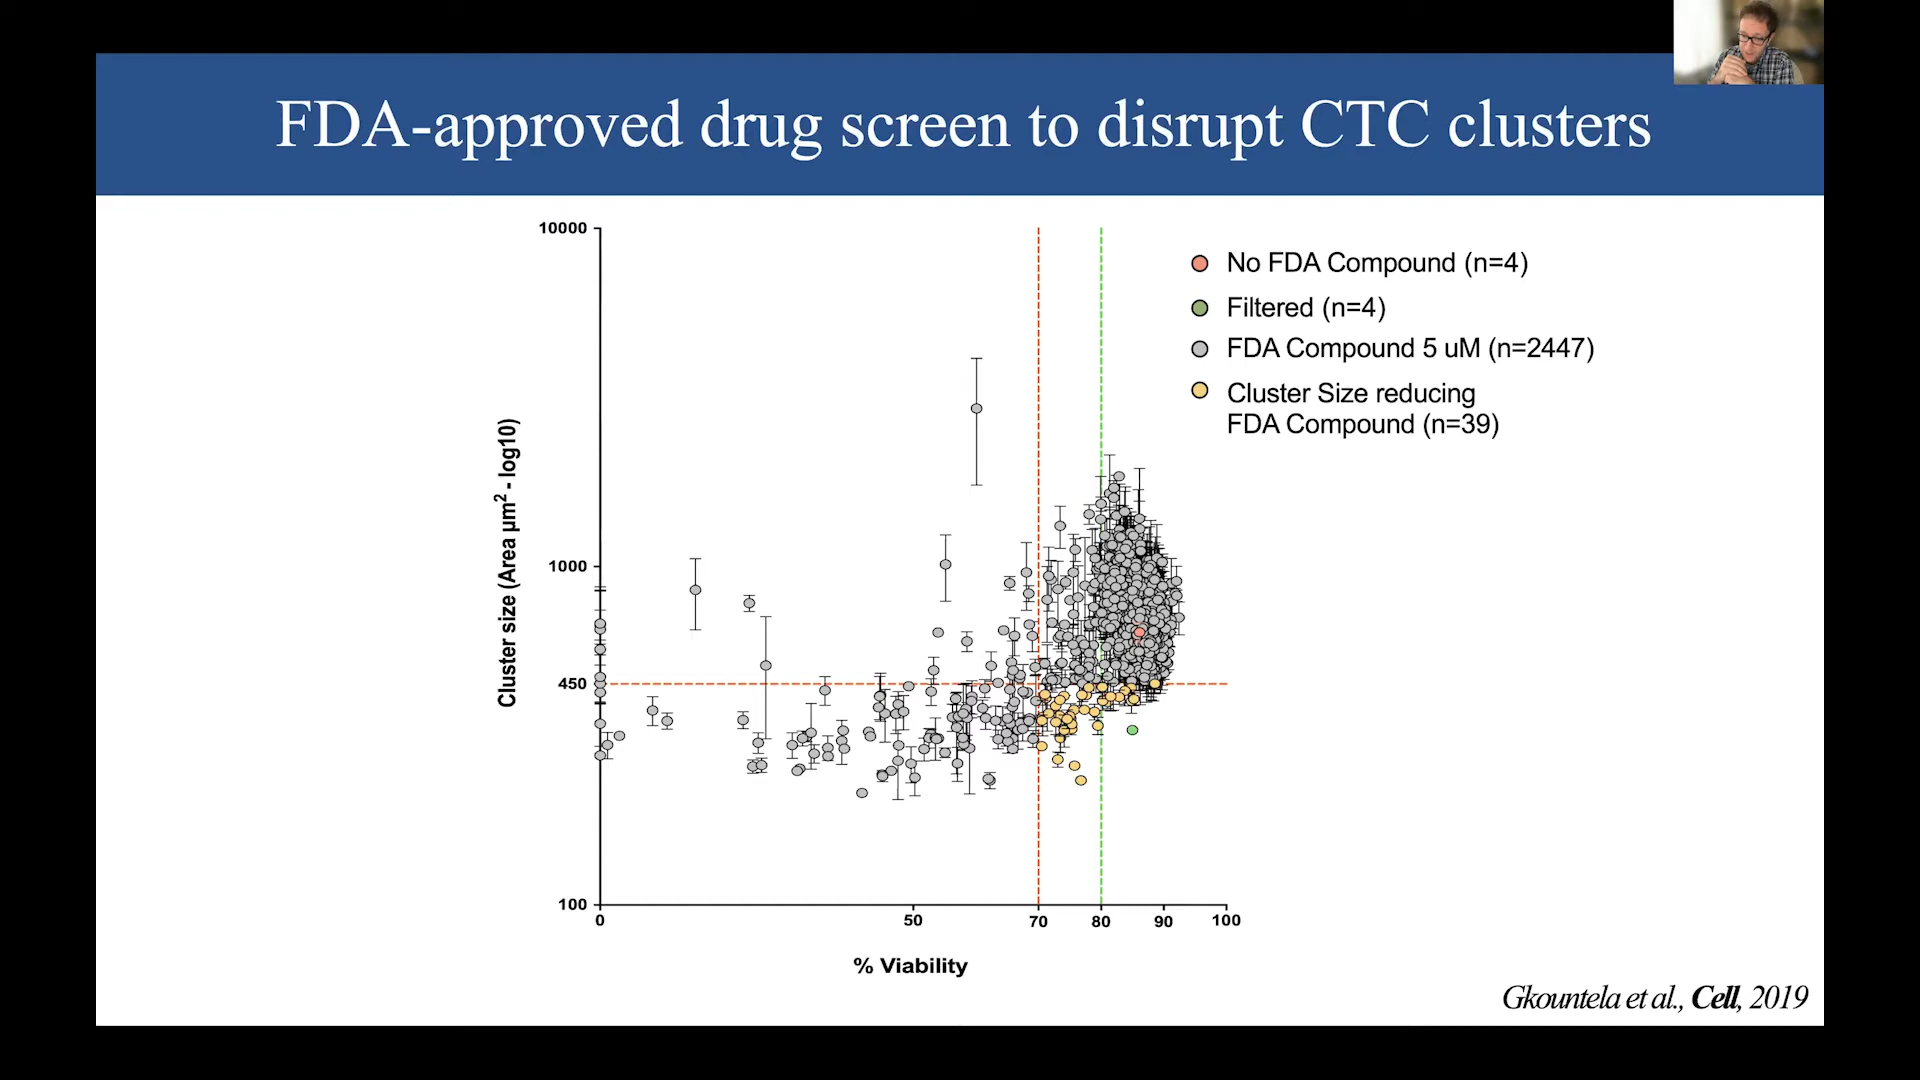 FDA-approved drug screen to disrupt CTC clusters
10000
1000
450
100
Cluster size (Area µm² - log10)
0
50
70
80
90
100
% Viability
No FDA Compound (n=4)
Filtered (n=4)
FDA Compound 5 uM (n=2447)
Cluster Size reducing
FDA Compound (n=39)
Gkountela et al., Cell, 2019